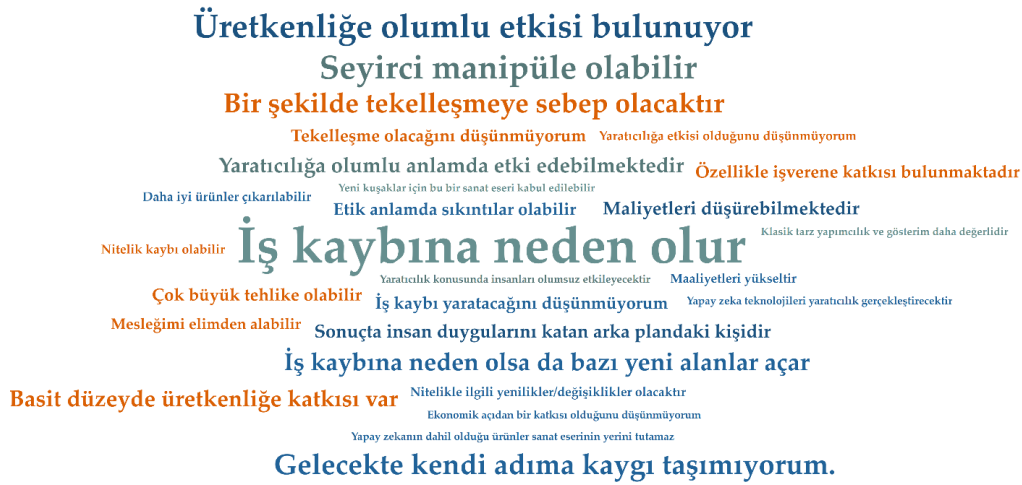 Üretkenliğe olumlu etkisi bulunuyor
Seyirci manipüle olabilir
Bir şekilde tekelleşmeye sebep olacaktır
Tekelleşme olacağını düşünmüyorum
Yaratıcılığa etkisi olduğunu düşünmüyorum
Yaratıcılığa olumlu anlamda etki edebilmektedir
Özellikle işverene katkısı bulunmaktadır
Yeni kuşaklar için bu bir sanat eseri kabul edilebilir
Daha iyi ürünler çıkarılabilir
Etik anlamda sıkıntılar olabilir
Maliyetleri düşürebilmektedir
İş kaybına neden olur
Klasik tarz yapımcılık ve gösterim daha değerlidir
Nitelik kaybı olabilir
Yaratıcılık konusunda insanları olumsuz etkileyecektir
Maaliyetleri yükseltir
Çok büyük tehlike olabilir
İş kaybı yaratacağını düşünmüyorum
Yapay zeka teknolojileri yaratıcılık gerçekleştirecektir
Mesleğimi elimden alabilir
Sonuçta insan duygularını katan arka plandaki kişidir
İş kaybına neden olsa da bazı yeni alanlar açar
Basit düzeyde üretkenliğe katkısı var
Nitelikle ilgili yenilikler/değişiklikler olacaktır
Ekonomik açıdan bir katkısı olduğunu düşünmüyorum
Yapay zekanın dahil olduğu ürünler sanat eserinin yerini tutamaz
Gelecekte kendi adıma kaygı taşımıyorum.